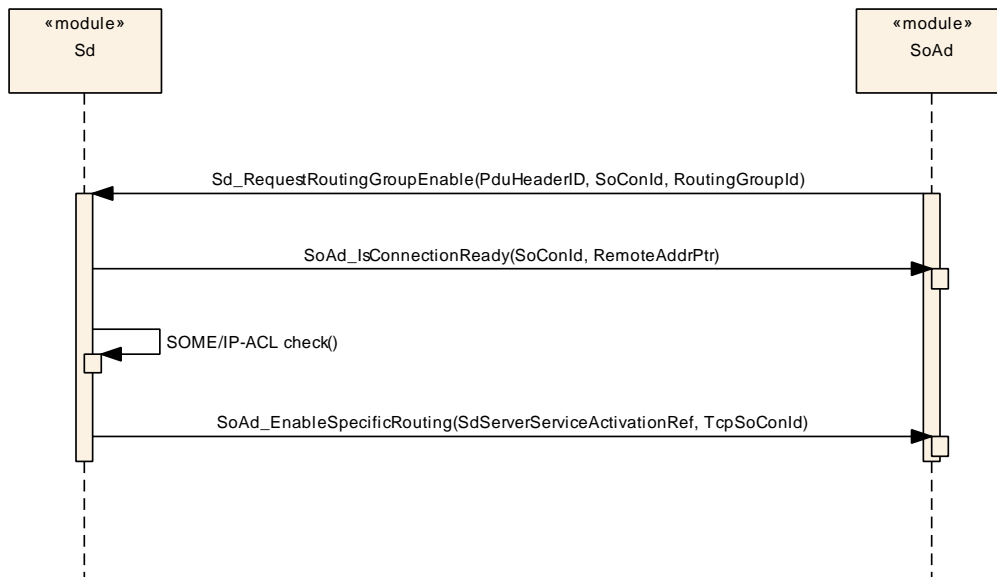 «module»
Sd
«module»
SoAd
Sd_RequestRoutingGroupEnable(PduHeaderID, SoConId, RoutingGroupId)
SoAd_IsConnectionReady(SoConId, RemoteAddrPtr)
SOME/IP-ACL check()
SoAd_EnableSpecificRouting(SdServerServiceActivationRef, TcpSoConId)